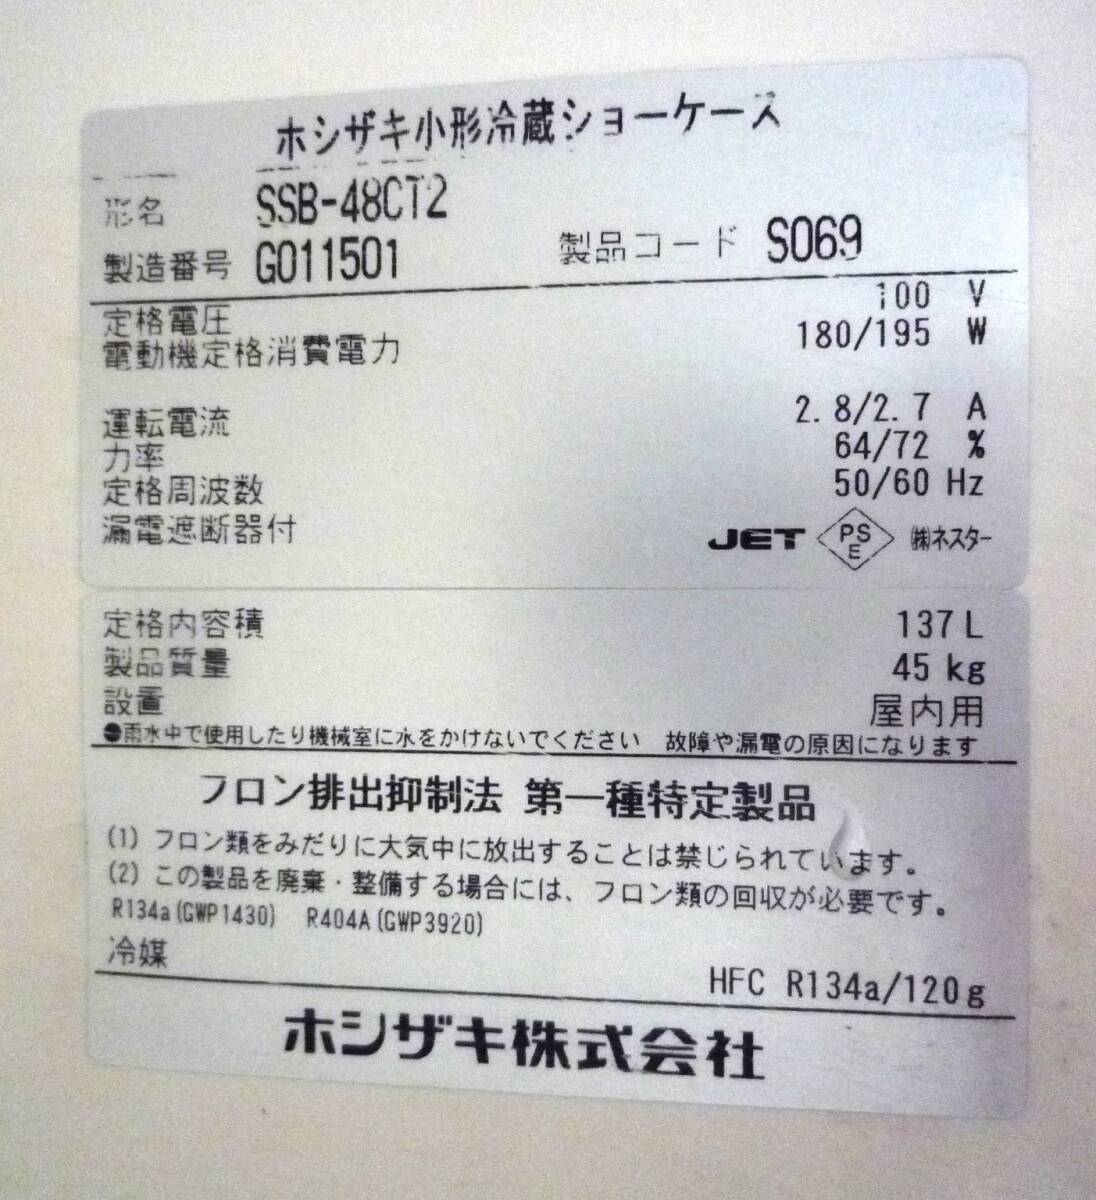 ホシザキ小形冷蔵ショーケース
形名 SSB-48CT2
製造番号 G011501 製品コード S069
定格電圧 100 V
電動機定格消費電力 180/195 W
運転電流 2.8/2.7 A
力率 64/72 %
定格周波数 50/60 Hz
漏電遮断器付 JET PSE ㈱ネスター
定格内容積 137 L
製品質量 45 kg
設置 屋内用
●雨水中で使用したり機械室に水をかけないでください 故障や漏電の原因になります
フロン排出抑制法 第一種特定製品
(1) フロン類をみだりに大気中に放出することは禁じられています。
(2) この製品を廃棄・整備する場合には、フロン類の回収が必要です。
R134a(GWP1430) R404A(GWP3920)
冷媒 HFC R134a/120g
ホシザキ株式会社